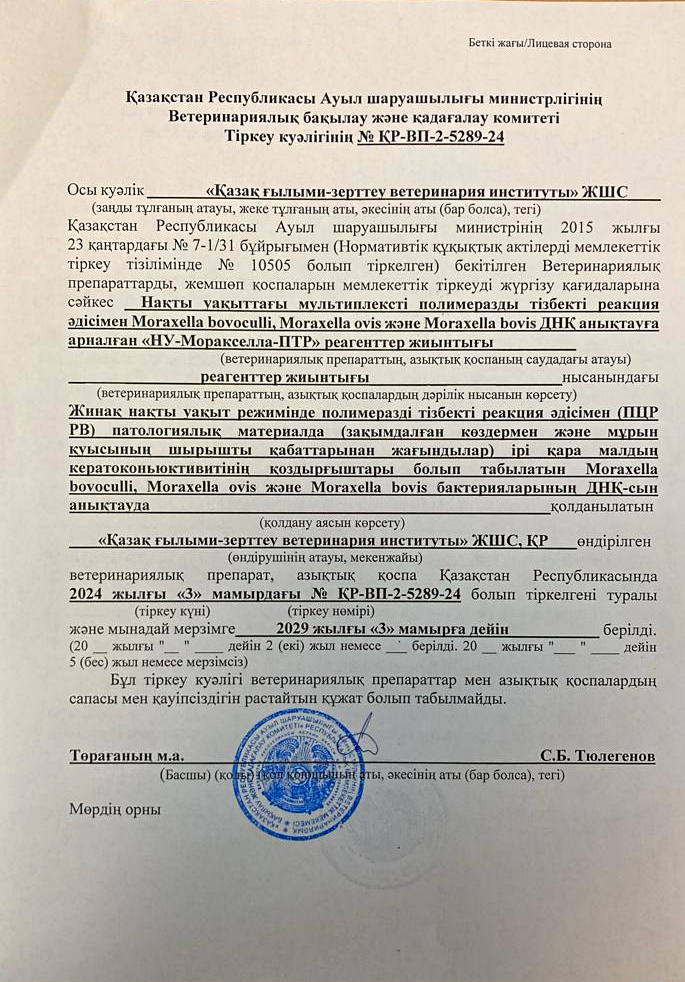 Беткі жағы/Лицевая сторона
Қазақстан Республикасы Ауыл шаруашылығы министрлігінің
Ветеринариялық бақылау және қадағалау комитеті
Тіркеу куәлігінің № ҚР-ВП-2-5289-24
Осы куәлік «Қазақ ғылыми-зерттеу ветеринария институты» ЖШС
(заңды тұлғаның атауы, жеке тұлғаның аты, әкесінің аты (бар болса), тегі)
Қазақстан Республикасы Ауыл шаруашылығы министрінің 2015 жылғы
23 қаңтардағы № 7-1/31 бұйрығымен (Нормативтік құқықтық актілерді мемлекеттік
тіркеу тізілімінде № 10505 болып тіркелген) бекітілген Ветеринариялық
препараттарды, жемшөп қоспаларын мемлекеттік тіркеуді жүргізу қағидаларына
сәйкес Нақты уақыттағы мультиплексті полимеразды тізбекті реакция
әдісімен Moraxella bovoculli, Moraxella ovis және Moraxella bovis ДНҚ анықтауға
арналған «НУ-Моракселла-ПТР» реагенттер жиынтығы
(ветеринариялық препараттың, азықтық қоспаның саудадағы атауы)
реагенттер жиынтығы нысанындағы
(ветеринариялық препараттың, азықтық қоспалардың дәрілік нысанын көрсету)
Жинақ нақты уақыт режимінде полимеразді тізбекті реакция әдісімен (ПЦР
РВ) патологиялық материалда (зақымдалған көздермен және мұрын
қуысының шырышты қабаттарынан жағындылар) ірі қара малдың
кератоконьюктивитінің қоздырғыштары болып табылатын Moraxella
bovoculli, Moraxella ovis және Moraxella bovis бактерияларының ДНҚ-сын
анықтауда қолданылатын
(қолдану аясын көрсету)
«Қазақ ғылыми-зерттеу ветеринария институты» ЖШС, ҚР өндірілген
(өндірушінің атауы, мекенжайы)
ветеринариялық препарат, азықтық қоспа Қазақстан Республикасында
2024 жылғы «3» мамырдағы № ҚР-ВП-2-5289-24 болып тіркелгені туралы
(тіркеу күні) (тіркеу нөмірі)
және мынадай мерзімге 2029 жылғы «3» мамырға дейін берілді.
(20 __ жылғы "__ " ____ дейін 2 (екі) жыл немесе ___ берілді. 20 __ жылғы "___ " ____ дейін
5 (бес) жыл немесе мерзімсіз)
Бұл тіркеу куәлігі ветеринариялық препараттар мен азықтық қоспалардың
сапасы мен қауіпсіздігін растайтын құжат болып табылмайды.
Төрағаның м.а. С.Б. Тюлегенов
(Басшы) (қолы) (қол қоюшының аты, әкесінің аты (бар болса), тегі)
Мөрдің орны